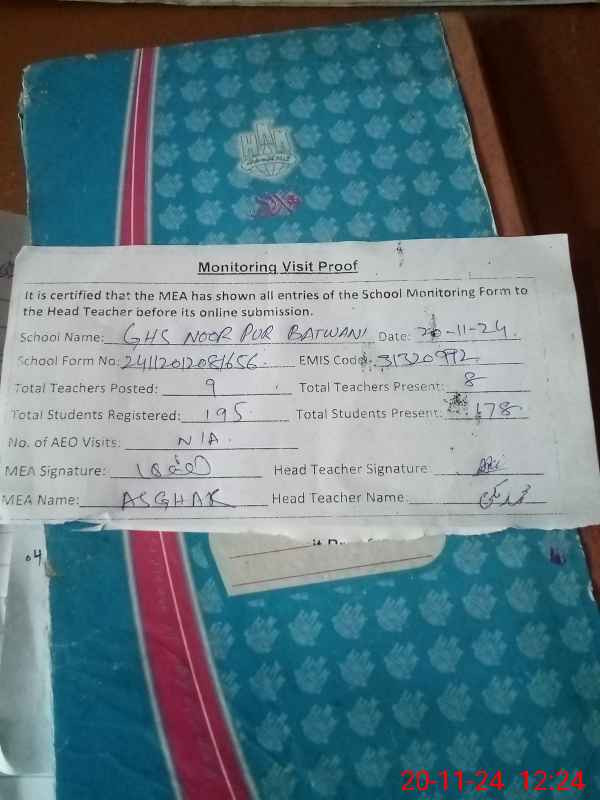 Monitoring Visit Proof
It is certified that the MEA has shown all entries of the School Monitoring Form to
the Head Teacher before its online submission.
School Name: GHS NOOR PUR BATWANI Date: 20-11-24.
School Form No: 24112012081656. EMIS Code: 31320992
Total Teachers Posted: 9 Total Teachers Present: 8
Total Students Registered: 195 Total Students Present: 178
No. of AEO Visits: N/A.
MEA Signature: Head Teacher Signature
MEA Name: ASGHAR Head Teacher Name:
04
20-11-24 12:24